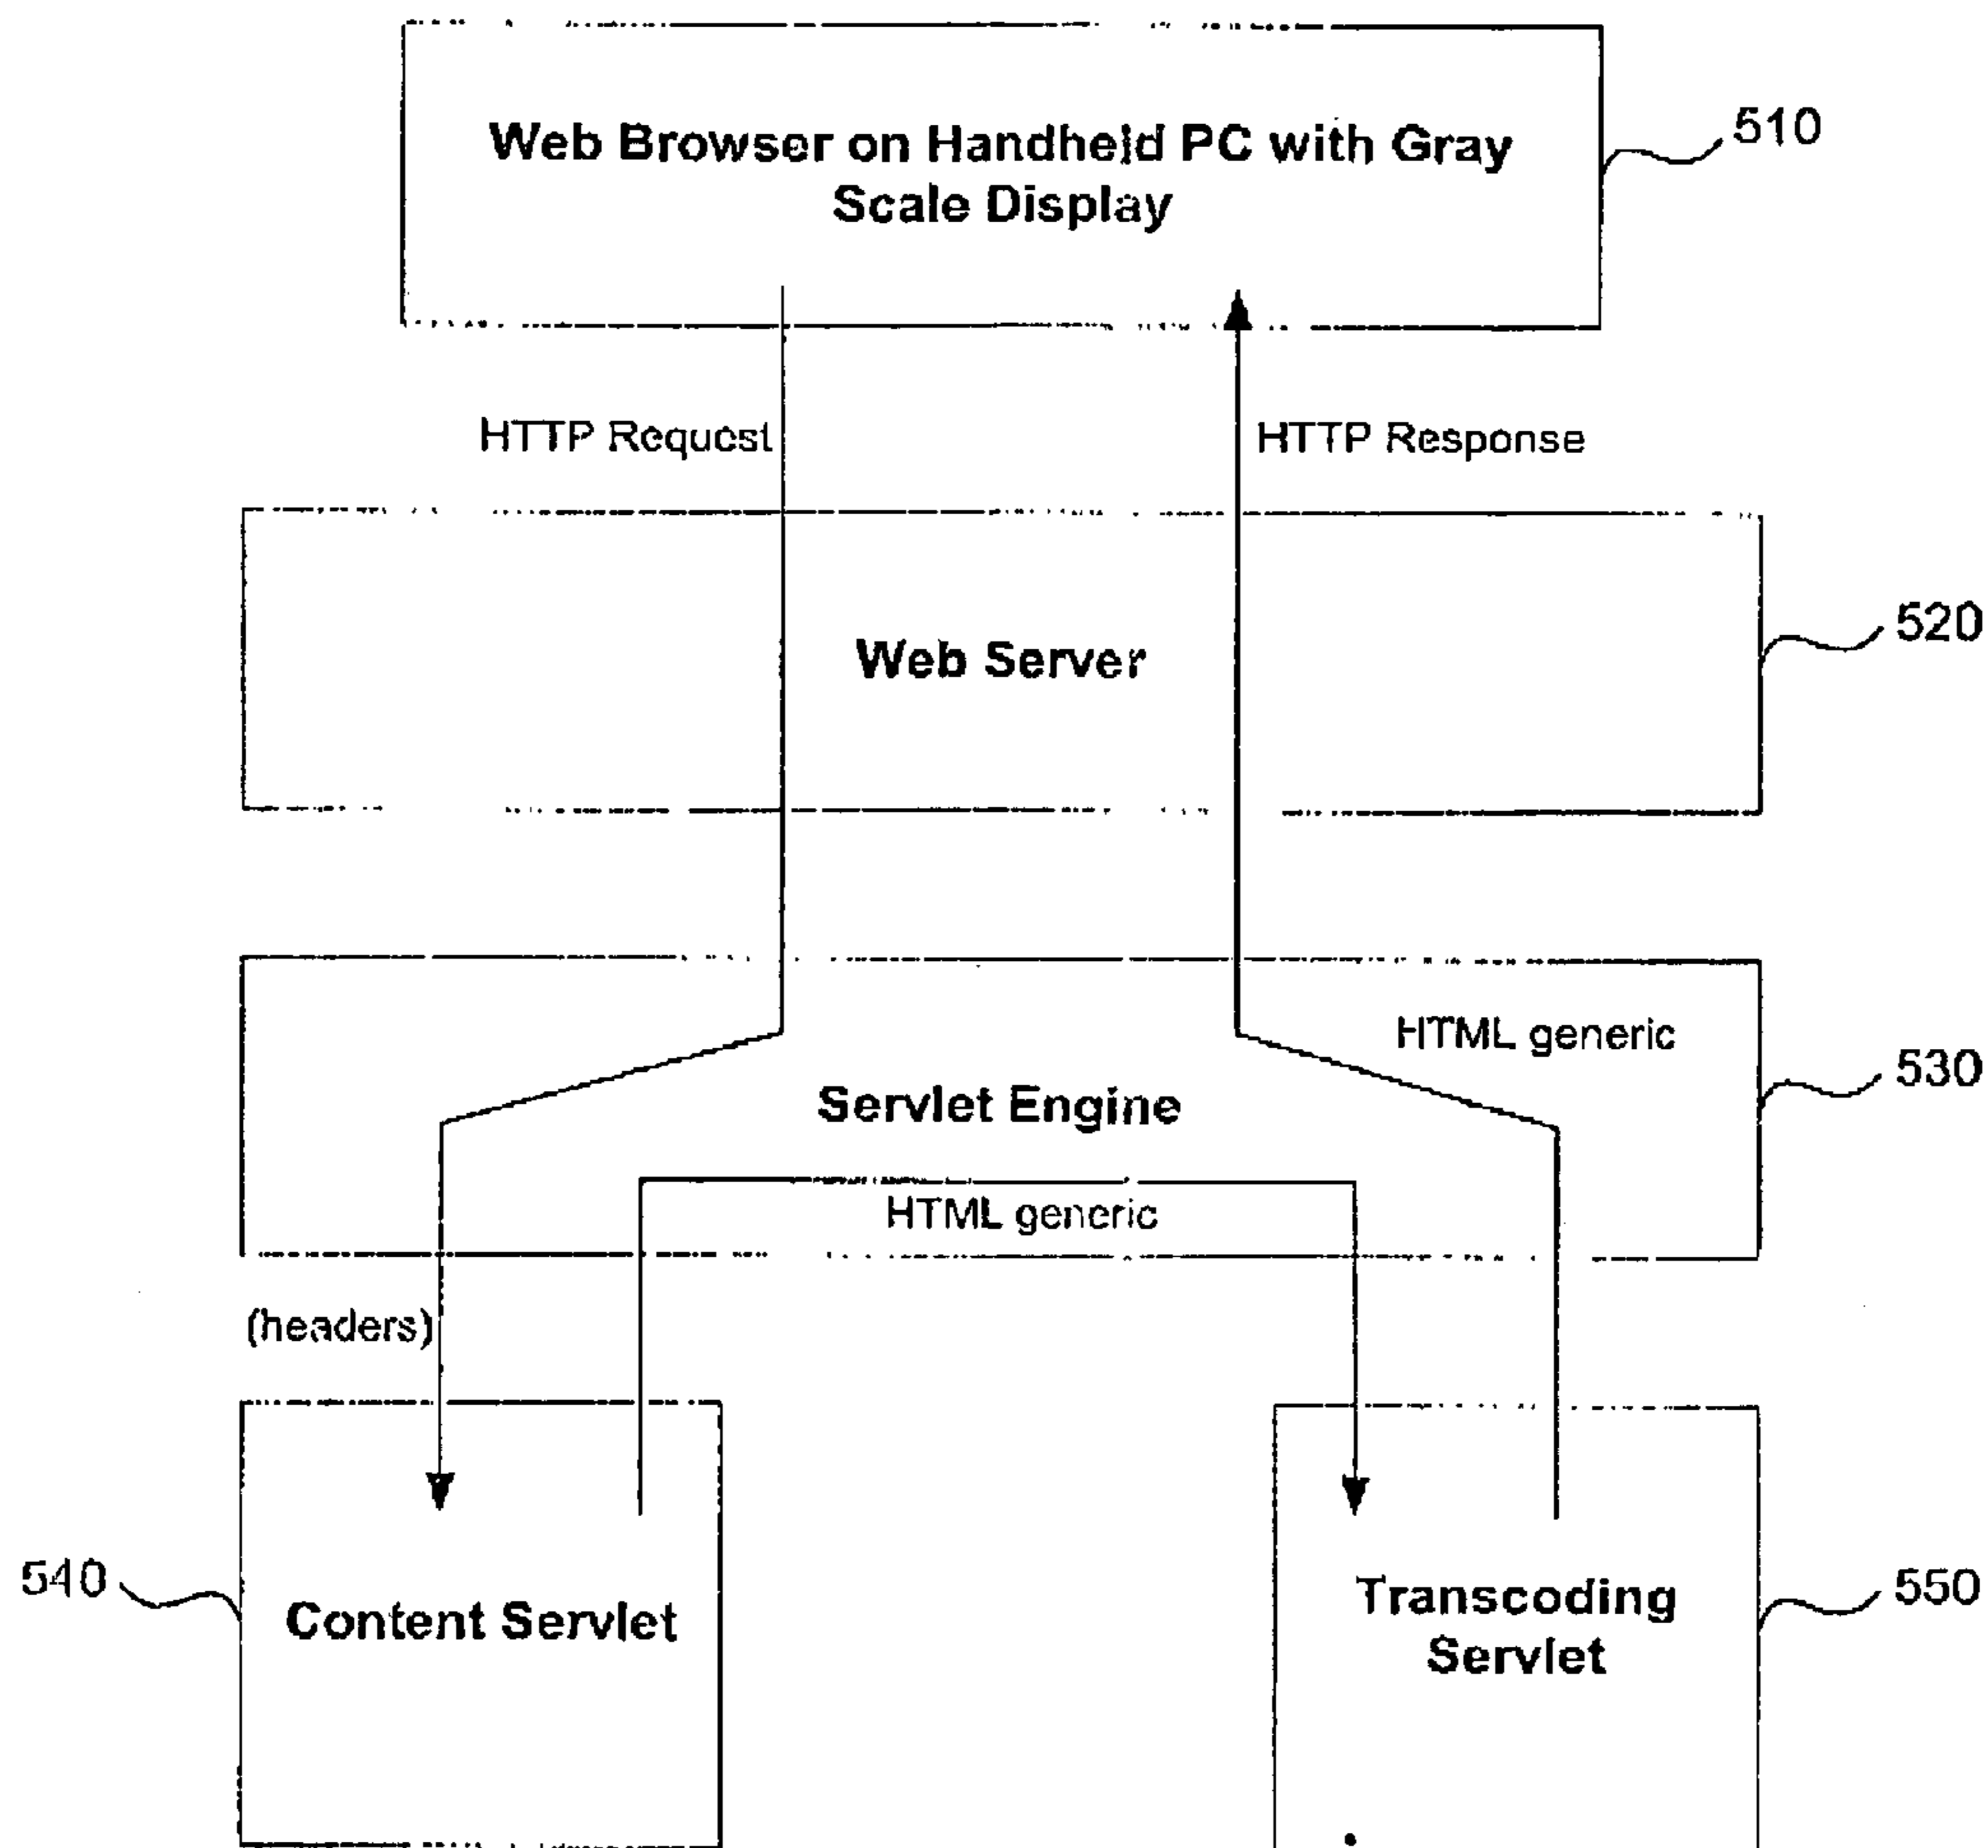 Web Browser on Handheld PC with Gray
Scale Display
510
HTTP Request
HTTP Response
Web Server
520
HTML generic
530
Servlet Engine
HTML generic
(headers)
540
Content Servlet
Transcoding
Servlet
550